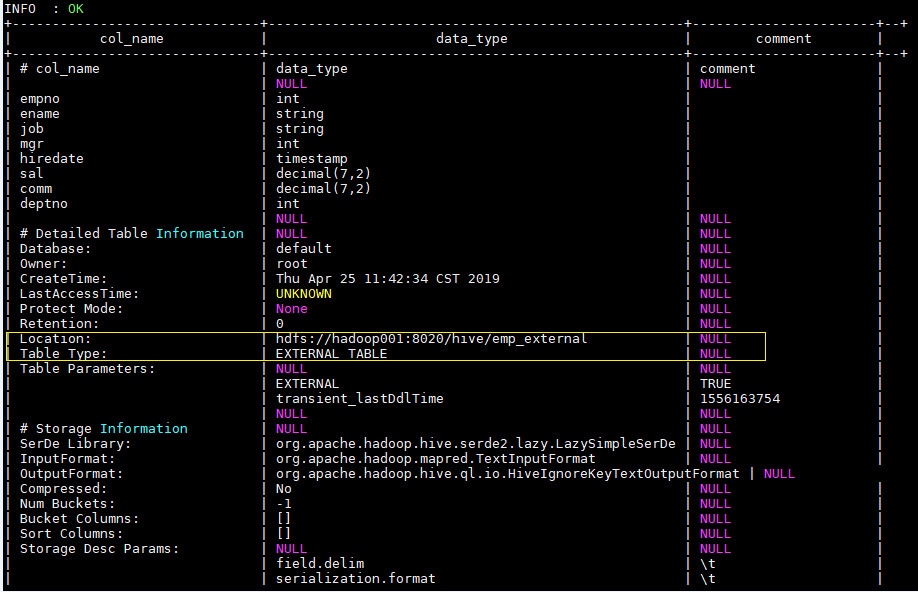 INFO  : OK
+-------------------------------+-----------------------------------------------------+-----------------------+--+
| col_name | data_type | comment |
+-------------------------------+-----------------------------------------------------+-----------------------+--+
| # col_name | data_type | comment |
| | NULL | NULL |
| empno | int | |
| ename | string | |
| job | string | |
| mgr | int | |
| hiredate | timestamp | |
| sal | decimal(7,2) | |
| comm | decimal(7,2) | |
| deptno | int | |
| | NULL | NULL |
| # Detailed Table Information | NULL | NULL |
| Database: | default | NULL |
| Owner: | root | NULL |
| CreateTime: | Thu Apr 25 11:42:34 CST 2019 | NULL |
| LastAccessTime: | UNKNOWN | NULL |
| Protect Mode: | None | NULL |
| Retention: | 0 | NULL |
| Location: | hdfs://hadoop001:8020/hive/emp_external | NULL |
| Table Type: | EXTERNAL_TABLE | NULL |
| Table Parameters: | NULL | NULL |
| | EXTERNAL | TRUE |
| | transient_lastDdlTime | 1556163754 |
| | NULL | NULL |
| # Storage Information | NULL | NULL |
| SerDe Library: | org.apache.hadoop.hive.serde2.lazy.LazySimpleSerDe | NULL |
| InputFormat: | org.apache.hadoop.mapred.TextInputFormat | NULL |
| OutputFormat: | org.apache.hadoop.hive.ql.io.HiveIgnoreKeyTextOutputFormat | NULL
| Compressed: | No | NULL |
| Num Buckets: | -1 | NULL |
| Bucket Columns: | [] | NULL |
| Sort Columns: | [] | NULL |
| Storage Desc Params: | NULL | NULL |
| | field.delim | \t |
| | serialization.format | \t |